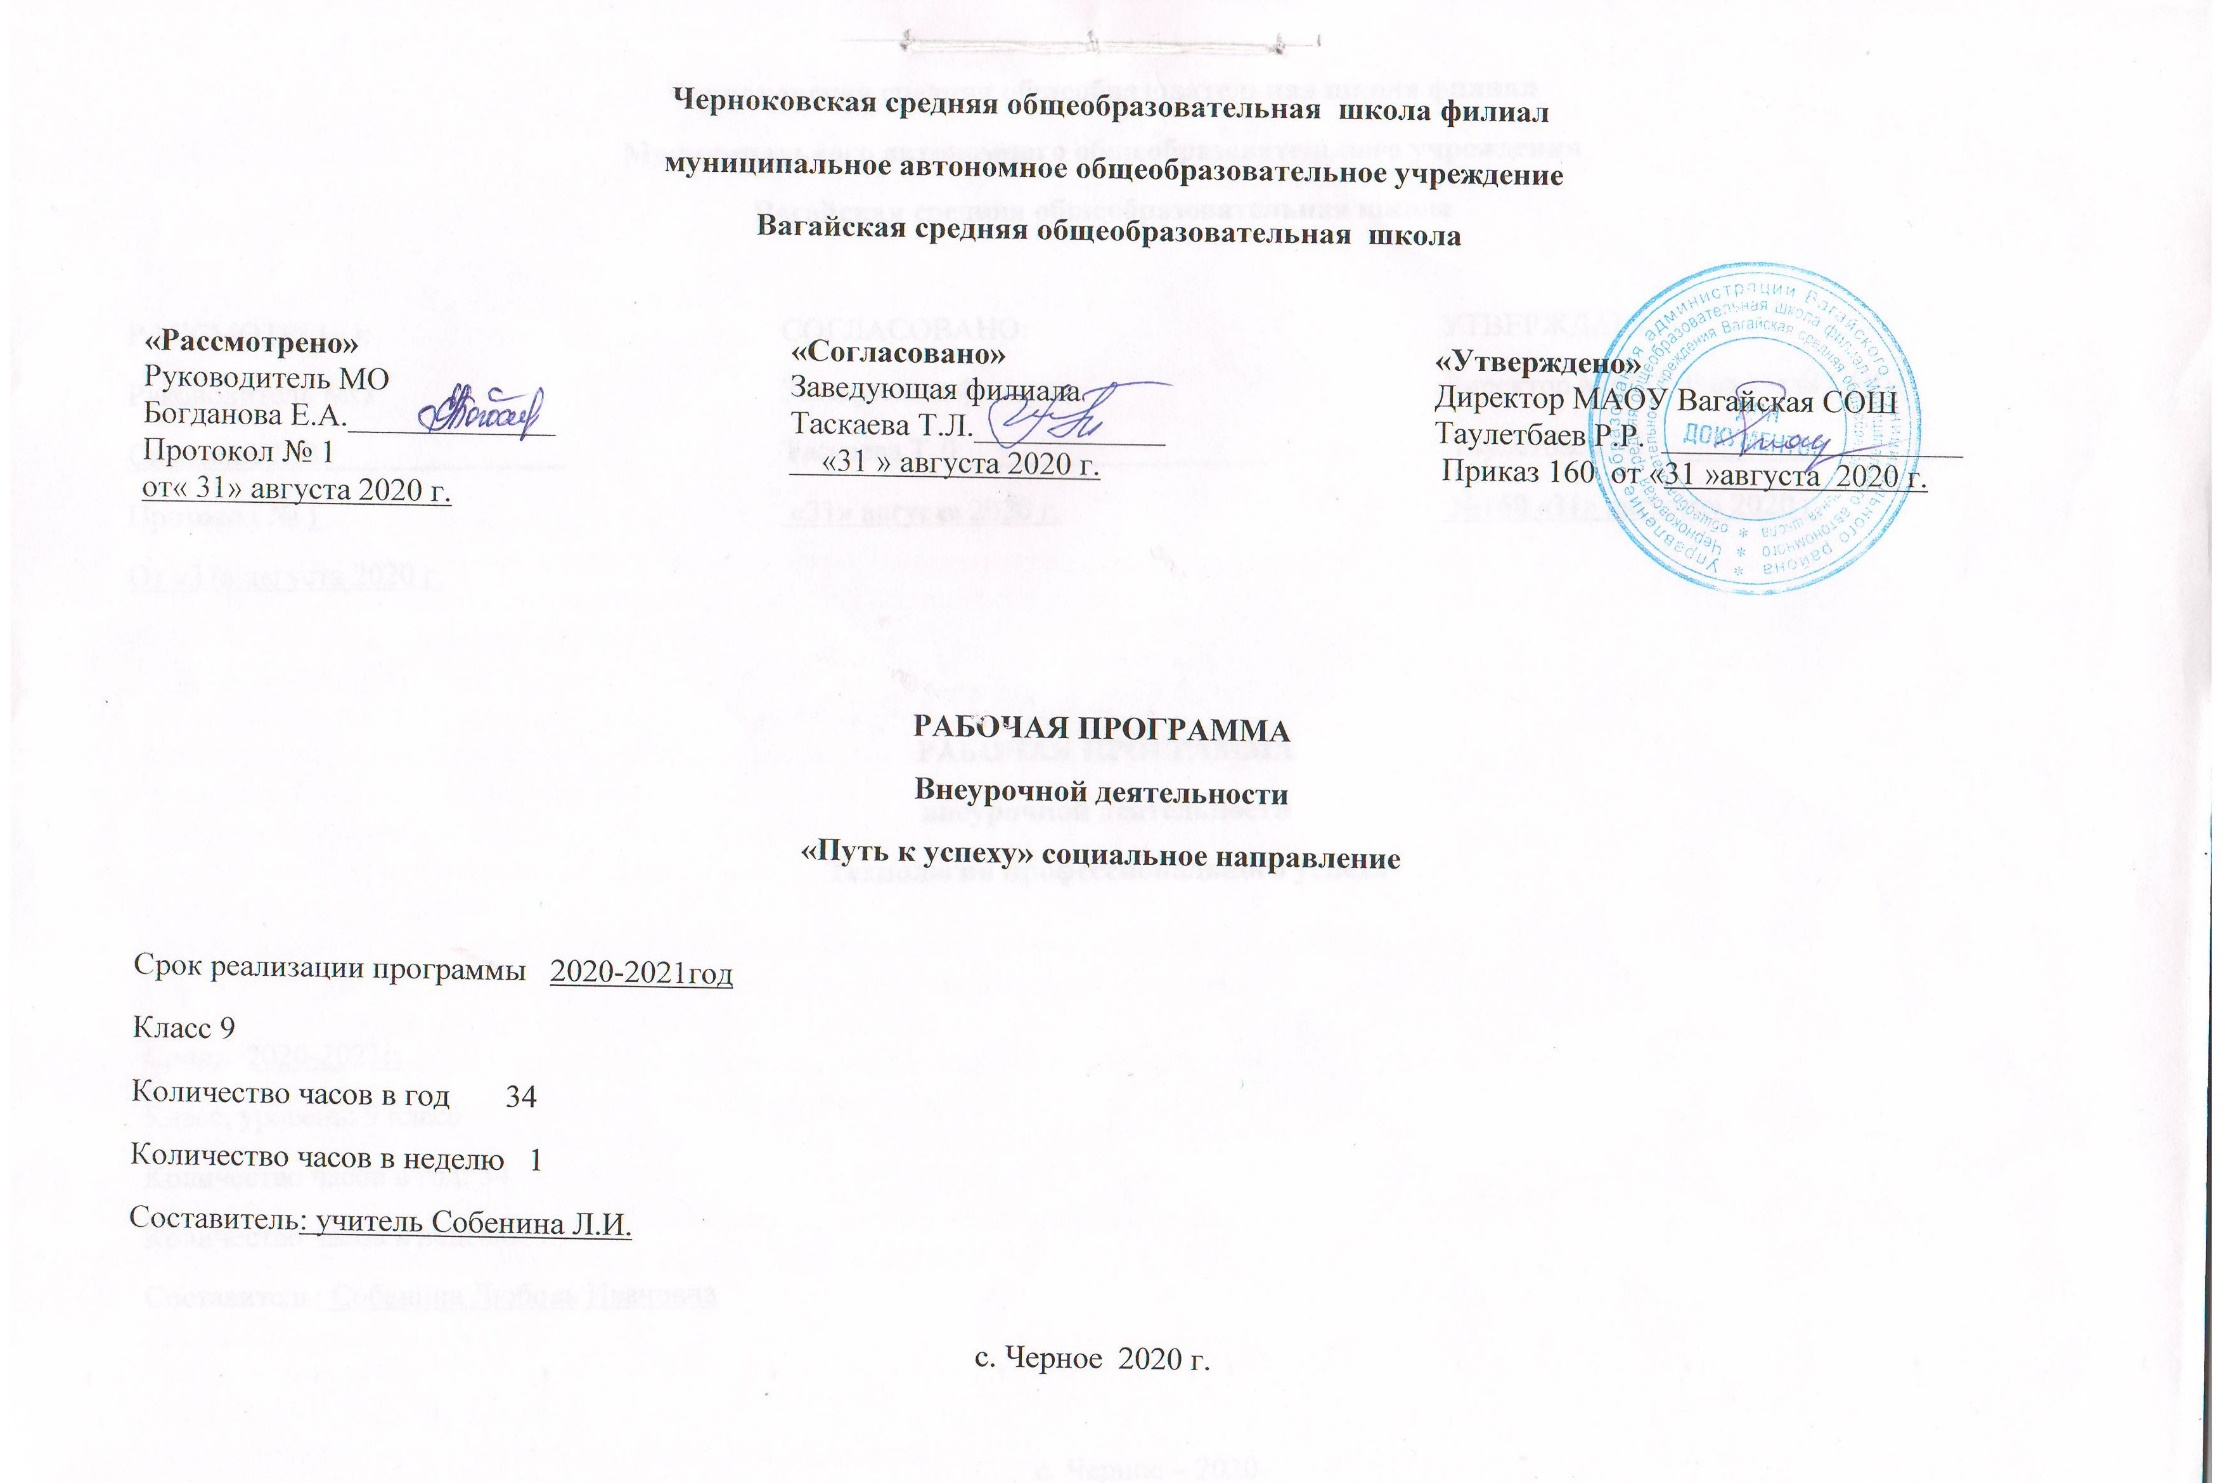 Черноковская средняя общеобразовательная школа филиал
муниципальное автономное общеобразовательное учреждение
Вагайская средняя общеобразовательная школа
«Рассмотрено»
Руководитель МО
Богданова Е.А.
Протокол № 1
от« 31» августа 2020 г.
«Согласовано»
Заведующая филиала
Таскаева Т.Л.
«31 » августа 2020 г.
«Утверждено»
Директор МАОУ Вагайская СОШ
Таулетбаев Р.Р.
Приказ 160 от «31 »августа 2020 г.
ДЛЯ
ДОКУМЕНТОВ
РАБОЧАЯ ПРОГРАММА
Внеурочной деятельности
«Путь к успеху» социальное направление
Срок реализации программы 2020-2021год
Класс 9
Количество часов в год 34
Количество часов в неделю 1
Составитель: учитель Собенина Л.И.
с. Черное 2020 г.